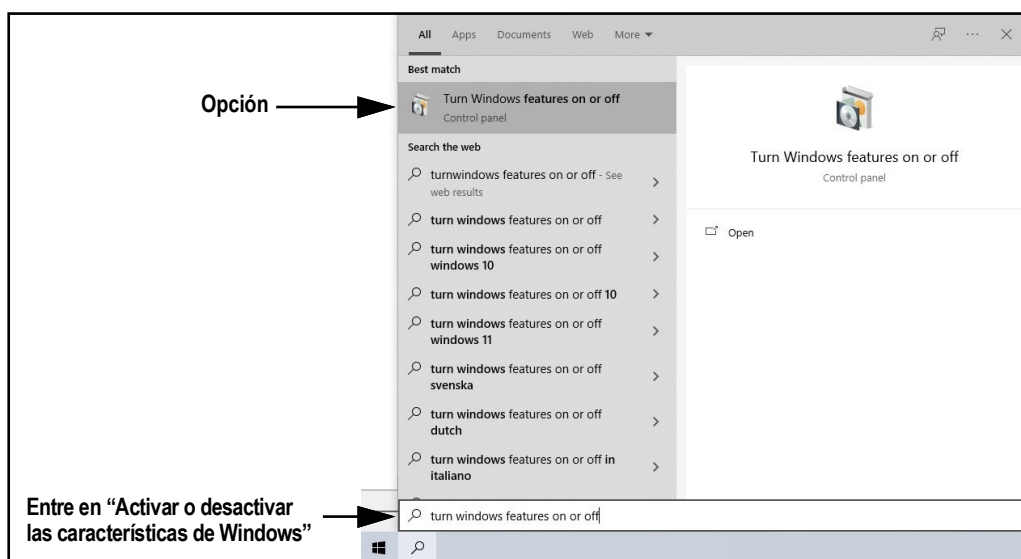 All Apps Documents Web More
Best match
Opción
Turn Windows features on or off
Control panel
Search the web
turnwindows features on or off - See
web results
turn windows features on or off
turn windows features on or off
windows 10
turn windows features on or off 10
turn windows features on or off
windows 11
turn windows features on or off
svenska
turn windows features on or off
dutch
turn windows features on or off in
italiano
Turn Windows features on or off
Control panel
Open
Entre en “Activar o desactivar
las características de Windows”
turn windows features on or off